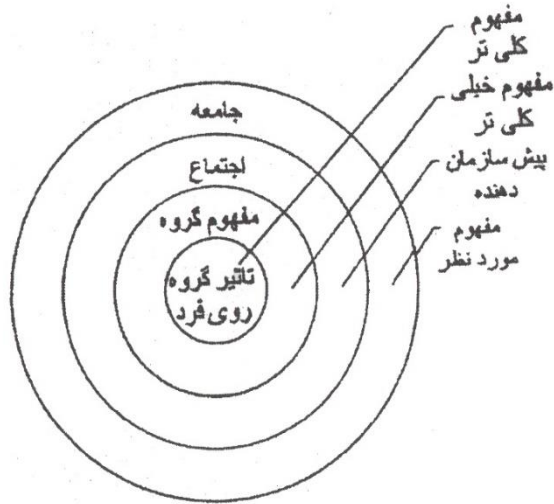 مفهوم
کلی تر
مفهوم خیلی
کلی تر
پیش سازمان
دهنده
مفهوم
مورد نظر
جامعه
اجتماع
مفهوم گروه
تاثیر گروه
روی فرد